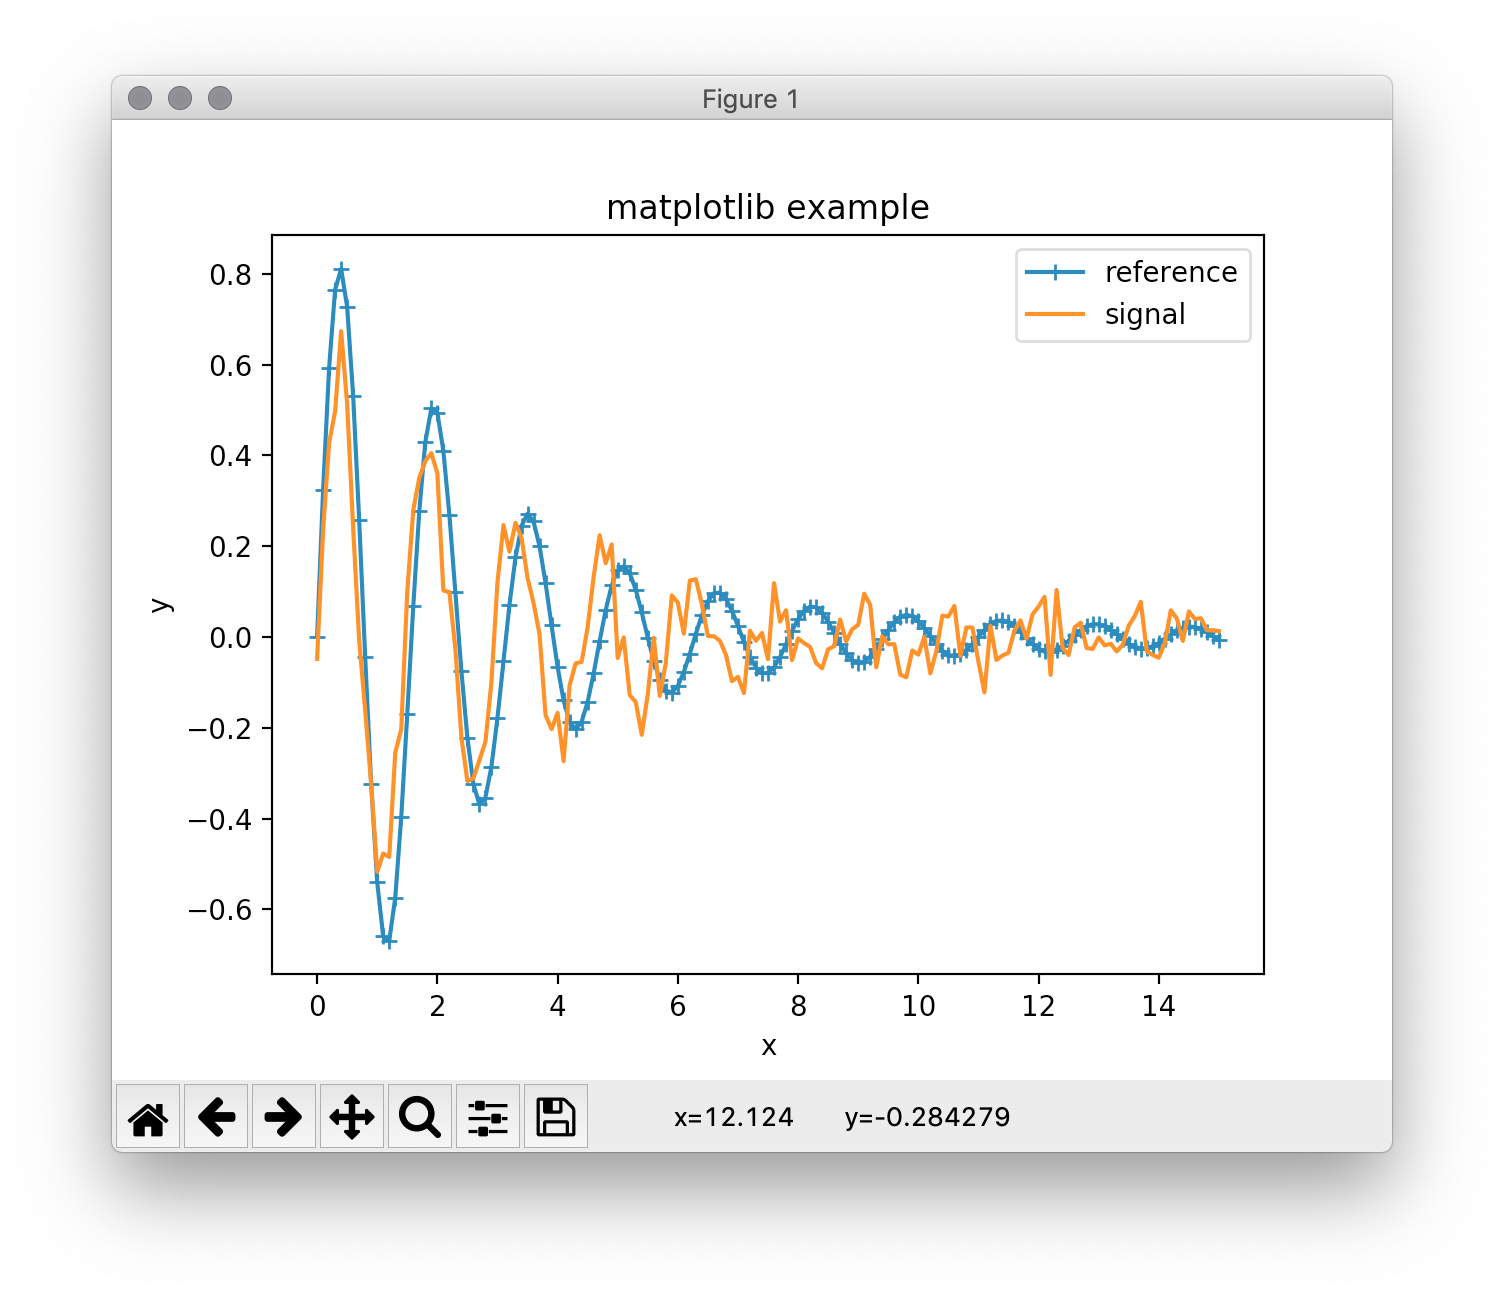 Figure 1
matplotlib example
reference
signal
y
0.8
0.6
0.4
0.2
0.0
−0.2
−0.4
−0.6
0 2 4 6 8 10 12 14
x
x=12.124 y=-0.284279